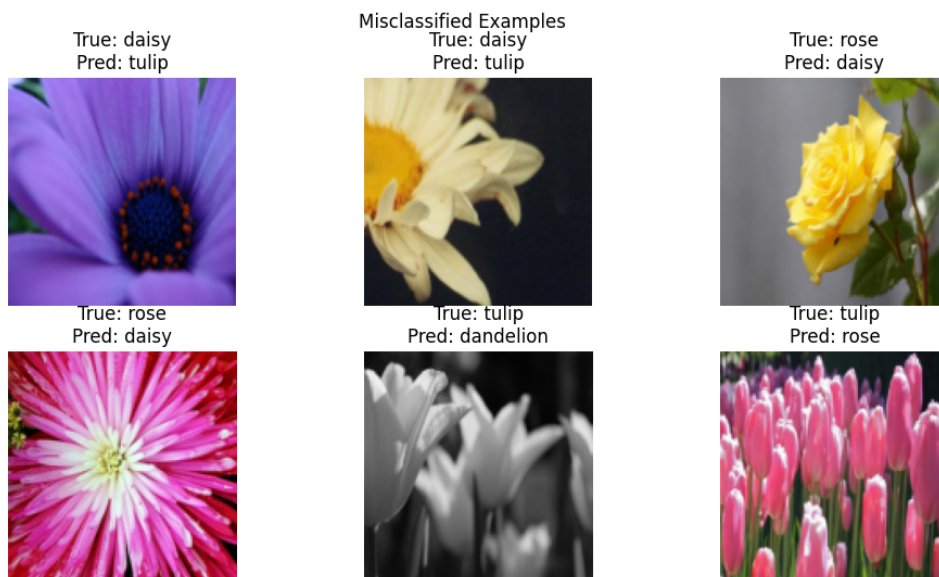 Misclassified Examples
True: daisy
Pred: tulip
True: daisy
Pred: tulip
True: rose
Pred: daisy
True: rose
Pred: daisy
True: tulip
Pred: dandelion
True: tulip
Pred: rose